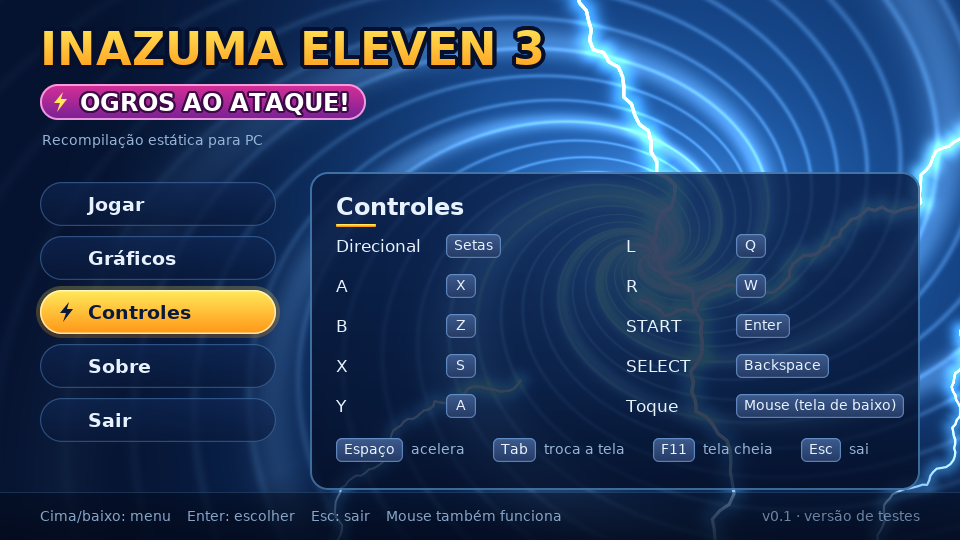 INAZUMA ELEVEN 3
OGROS AO ATAQUE!
Recompilação estática para PC
Jogar
Gráficos
Controles
Sobre
Sair
Controles
Direcional Setas L Q
A X R W
B Z START Enter
X S SELECT Backspace
Y A Toque Mouse (tela de baixo)
Espaço acelera Tab troca a tela F11 tela cheia Esc sai
Cima/baixo: menu Enter: escolher Esc: sair Mouse também funciona v0.1 · versão de testes